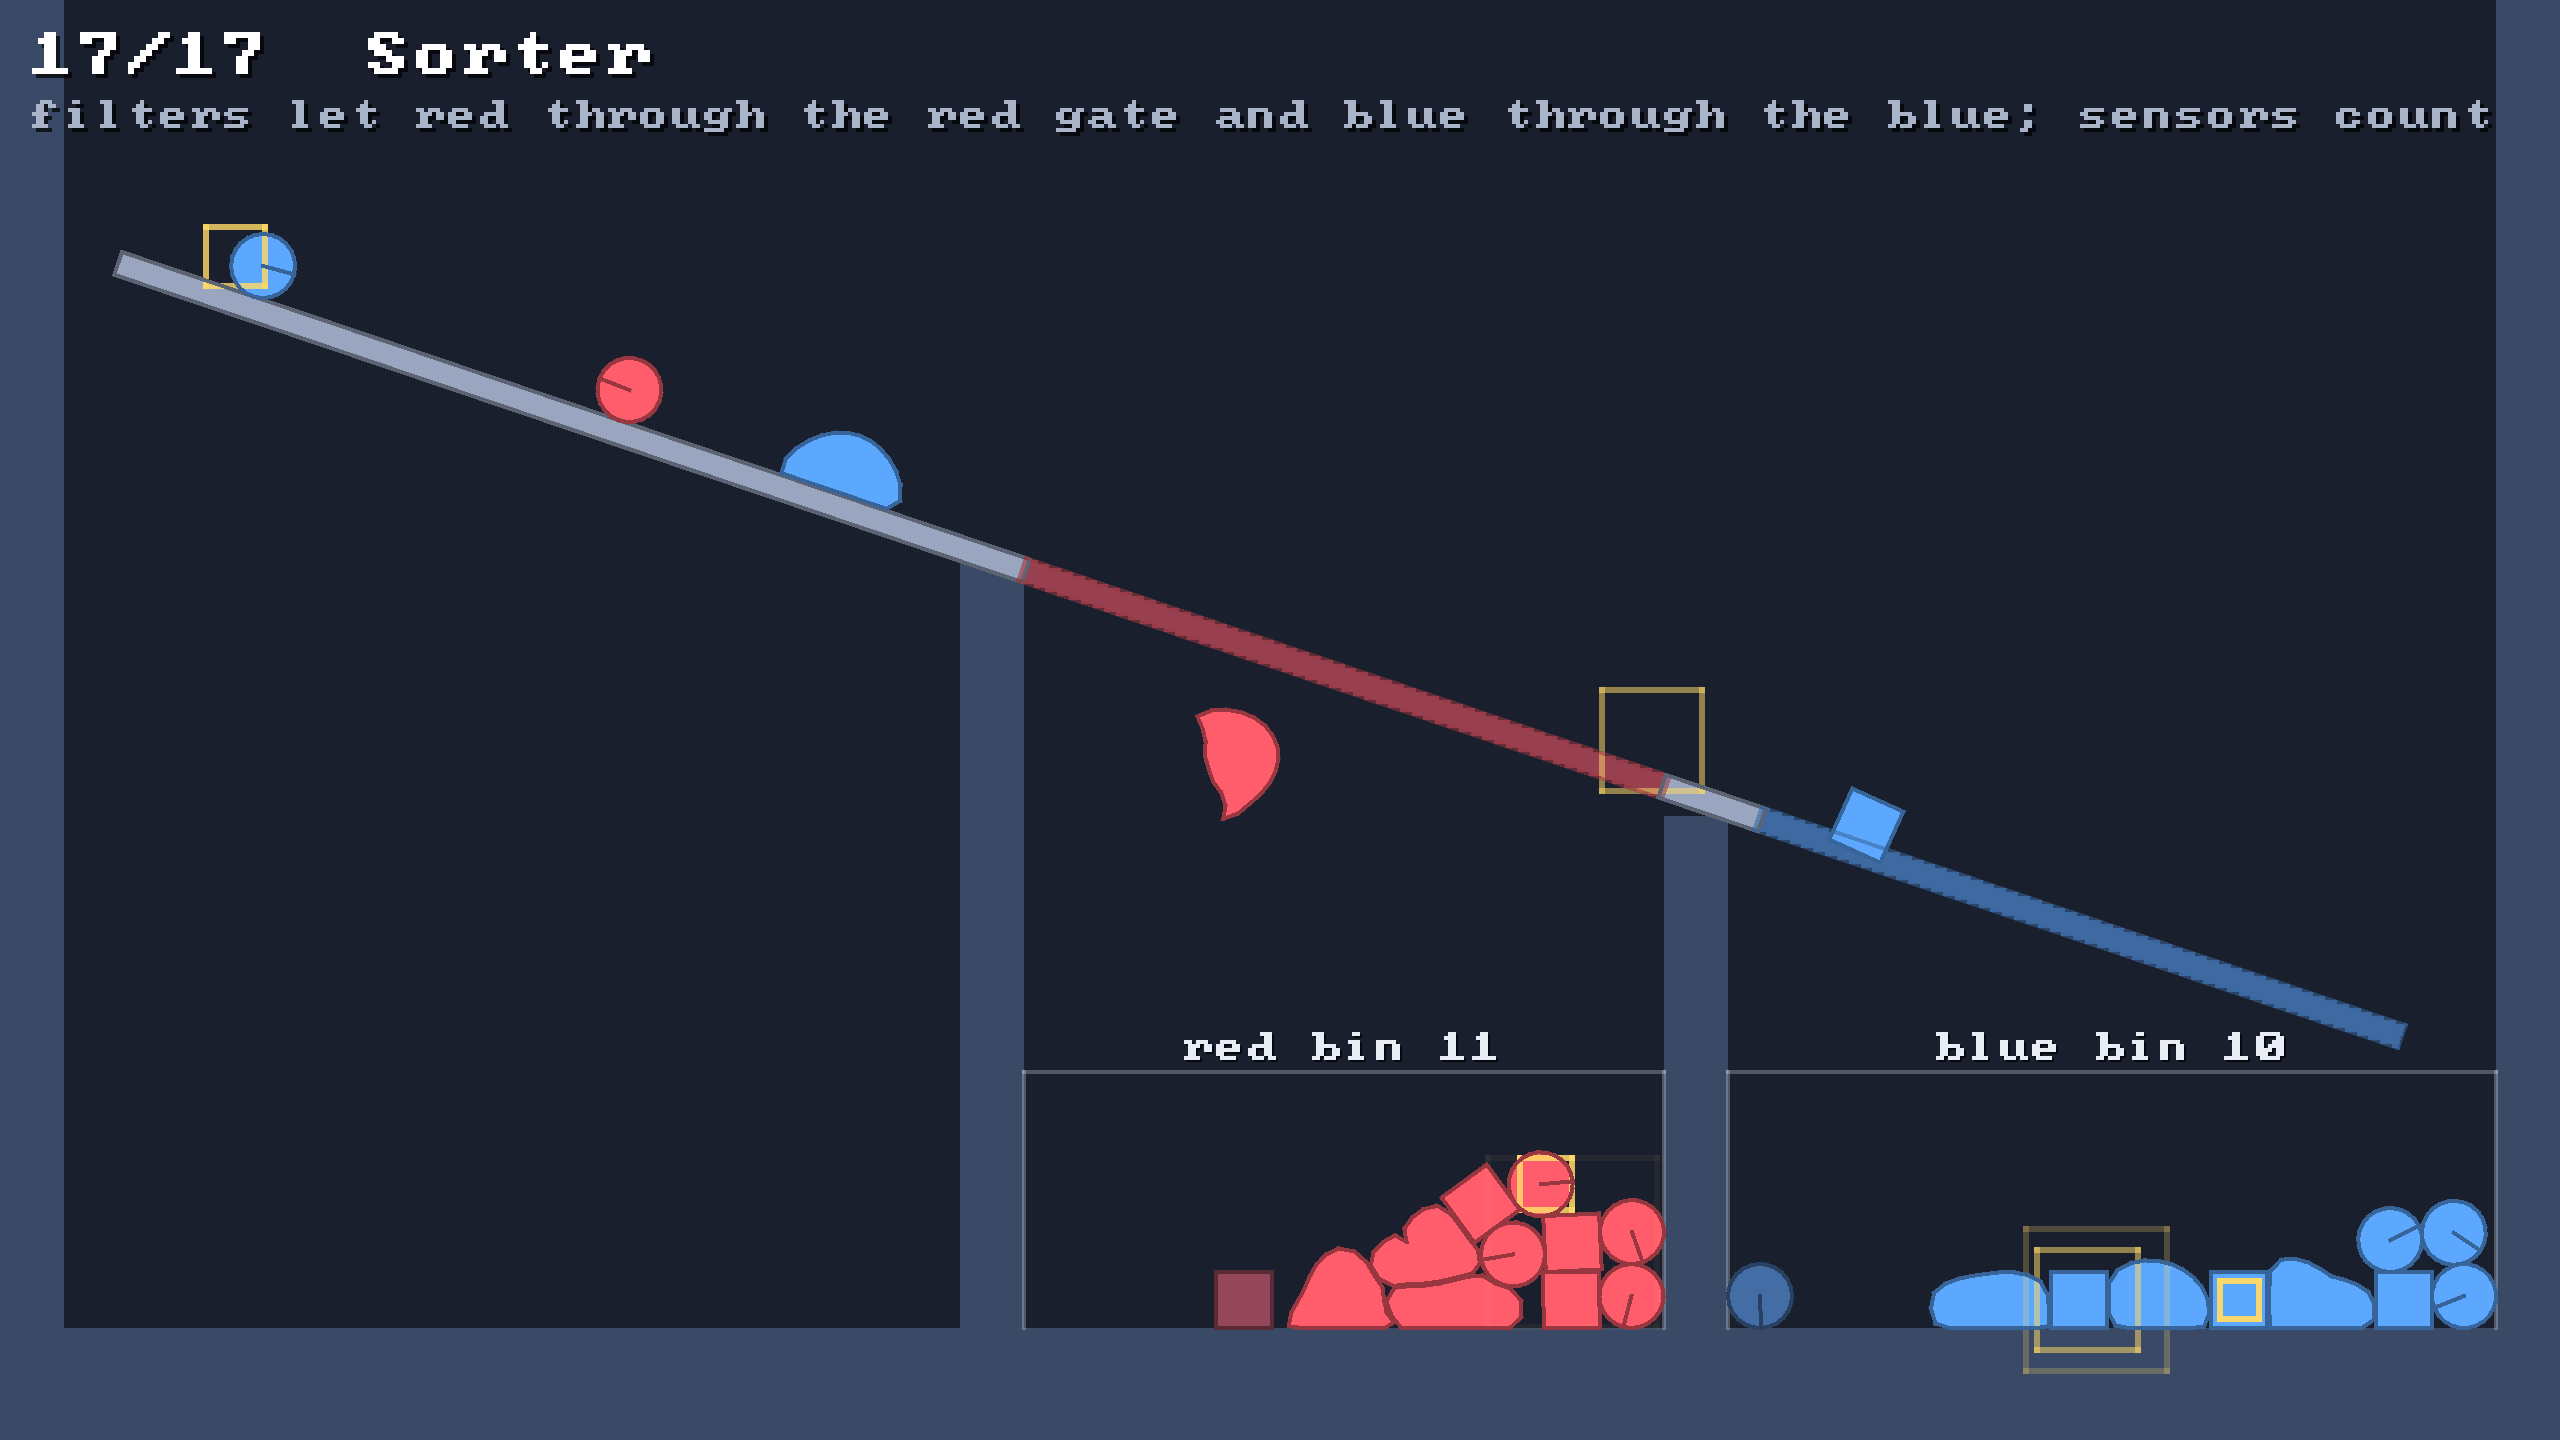 17/17 Sorter
filters let red through the red gate and blue through the blue; sensors count
red bin 11
blue bin 10